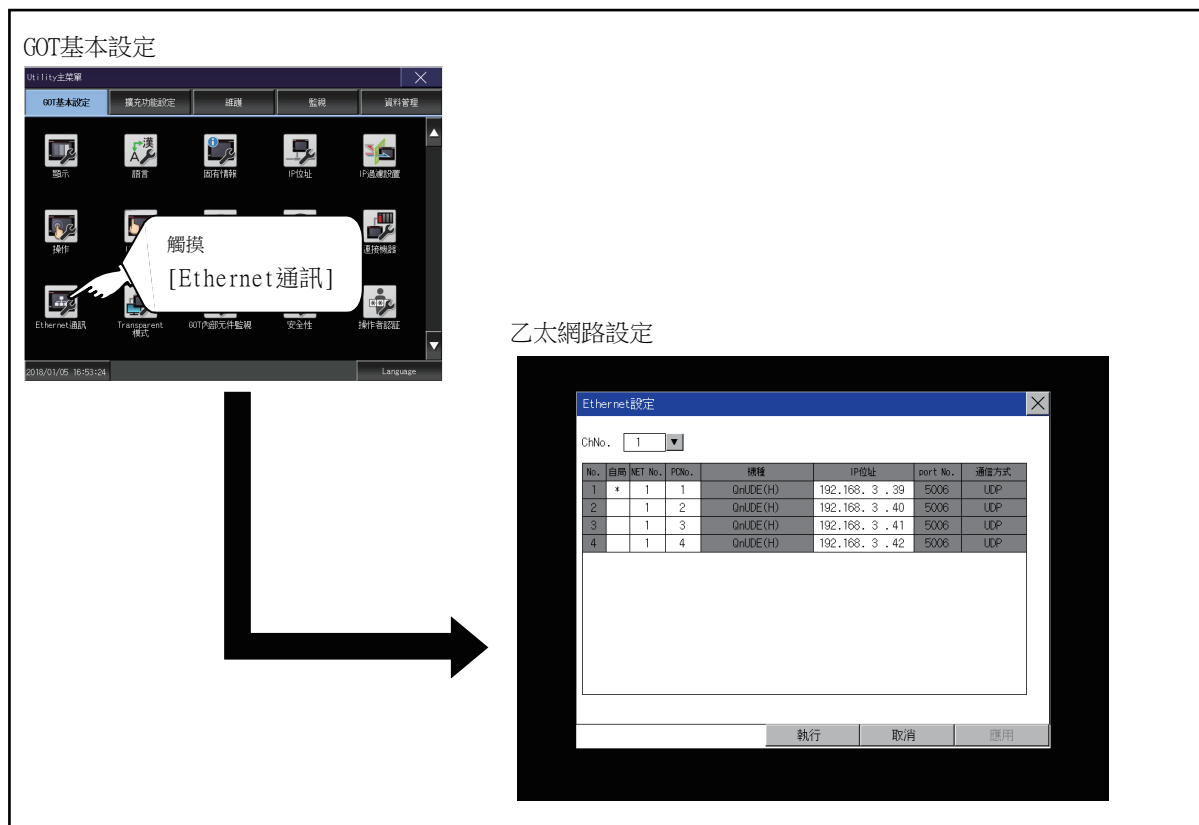 GOT基本設定
Utility主菜單
GOT基本設定 擴充功能設定 維護 監視 資料管理
顯示 語言 固有情報 IP位址 IP過濾設置
操作 連接機器
觸摸
[Ethernet通訊]
Ethernet通訊 Transparent 模式 GOT內部元件監視 安全性 操作者認証
2018/01/05 16:53:24 Language
乙太網路設定
Ethernet設定
ChNo. 1
No. 自局 NET No. PCNo. 機種 IP位址 port No. 通信方式
1 * 1 1 QnUDE(H) 192.168. 3 .39 5006 UDP
2 1 2 QnUDE(H) 192.168. 3 .40 5006 UDP
3 1 3 QnUDE(H) 192.168. 3 .41 5006 UDP
4 1 4 QnUDE(H) 192.168. 3 .42 5006 UDP
執行 取消 應用